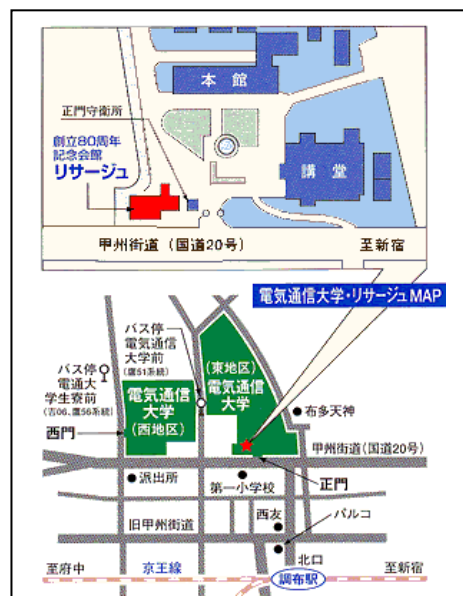 本館
正門守衛所
創立80周年
記念会館
リサージュ
講堂
甲州街道（国道20号）
至新宿
電気通信大学・リサージュMAP
バス停
電気通信
大学前
(鷹51系統)
バス停
電通大
学生寮前
(吉06、鷹56系統)
(東地区)
電気通信
大学
電気通信
大学
(西地区)
布多天神
西門
甲州街道(国道20号)
派出所
第一小学校
正門
西友
パルコ
旧甲州街道
北口
至府中
京王線
調布駅
至新宿